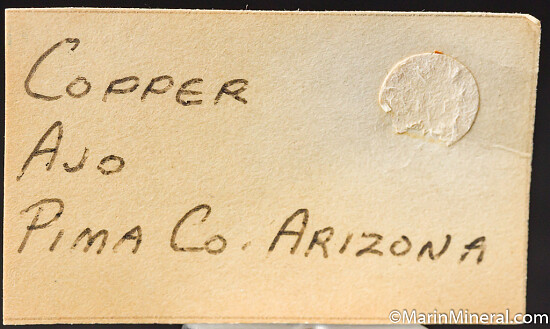 Copper
Ajo
Pima Co. Arizona
©MarinMineral.com